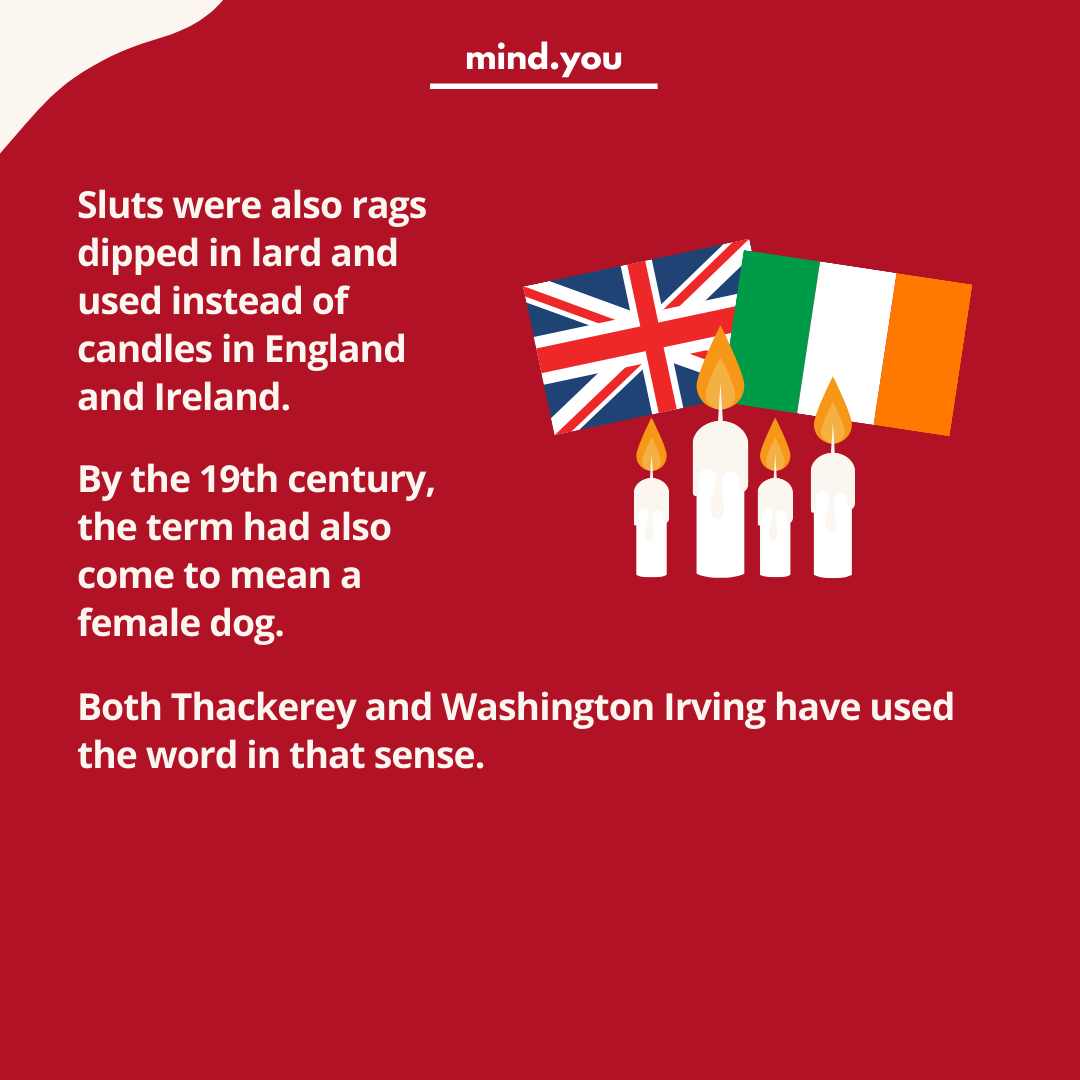 mind.you
Sluts were also rags
dipped in lard and
used instead of
candles in England
and Ireland.
By the 19th century,
the term had also
come to mean a
female dog.
Both Thackerey and Washington Irving have used
the word in that sense.